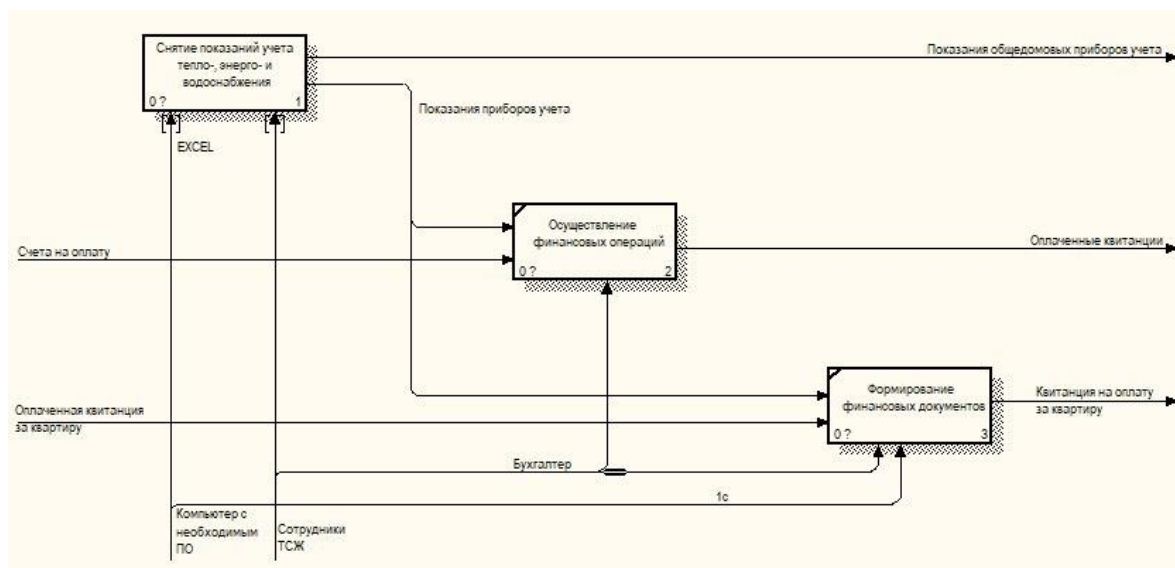 Снятие показаний учета
тепло-, энерго- и
водоснабжения
0 ?
1
Показания общедомовых приборов учета
Показания приборов учета
EXCEL
Осуществление
финансовых операций
0 ?
2
Счета на оплату
Оплаченные квитанции
Формирование
финансовых документов
0 ?
3
Оплаченная квитанция
за квартиру
Квитанция на оплату
за квартиру
Бухгалтер
1с
Компьютер с
необходимым
ПО
Сотрудники
ТСЖ